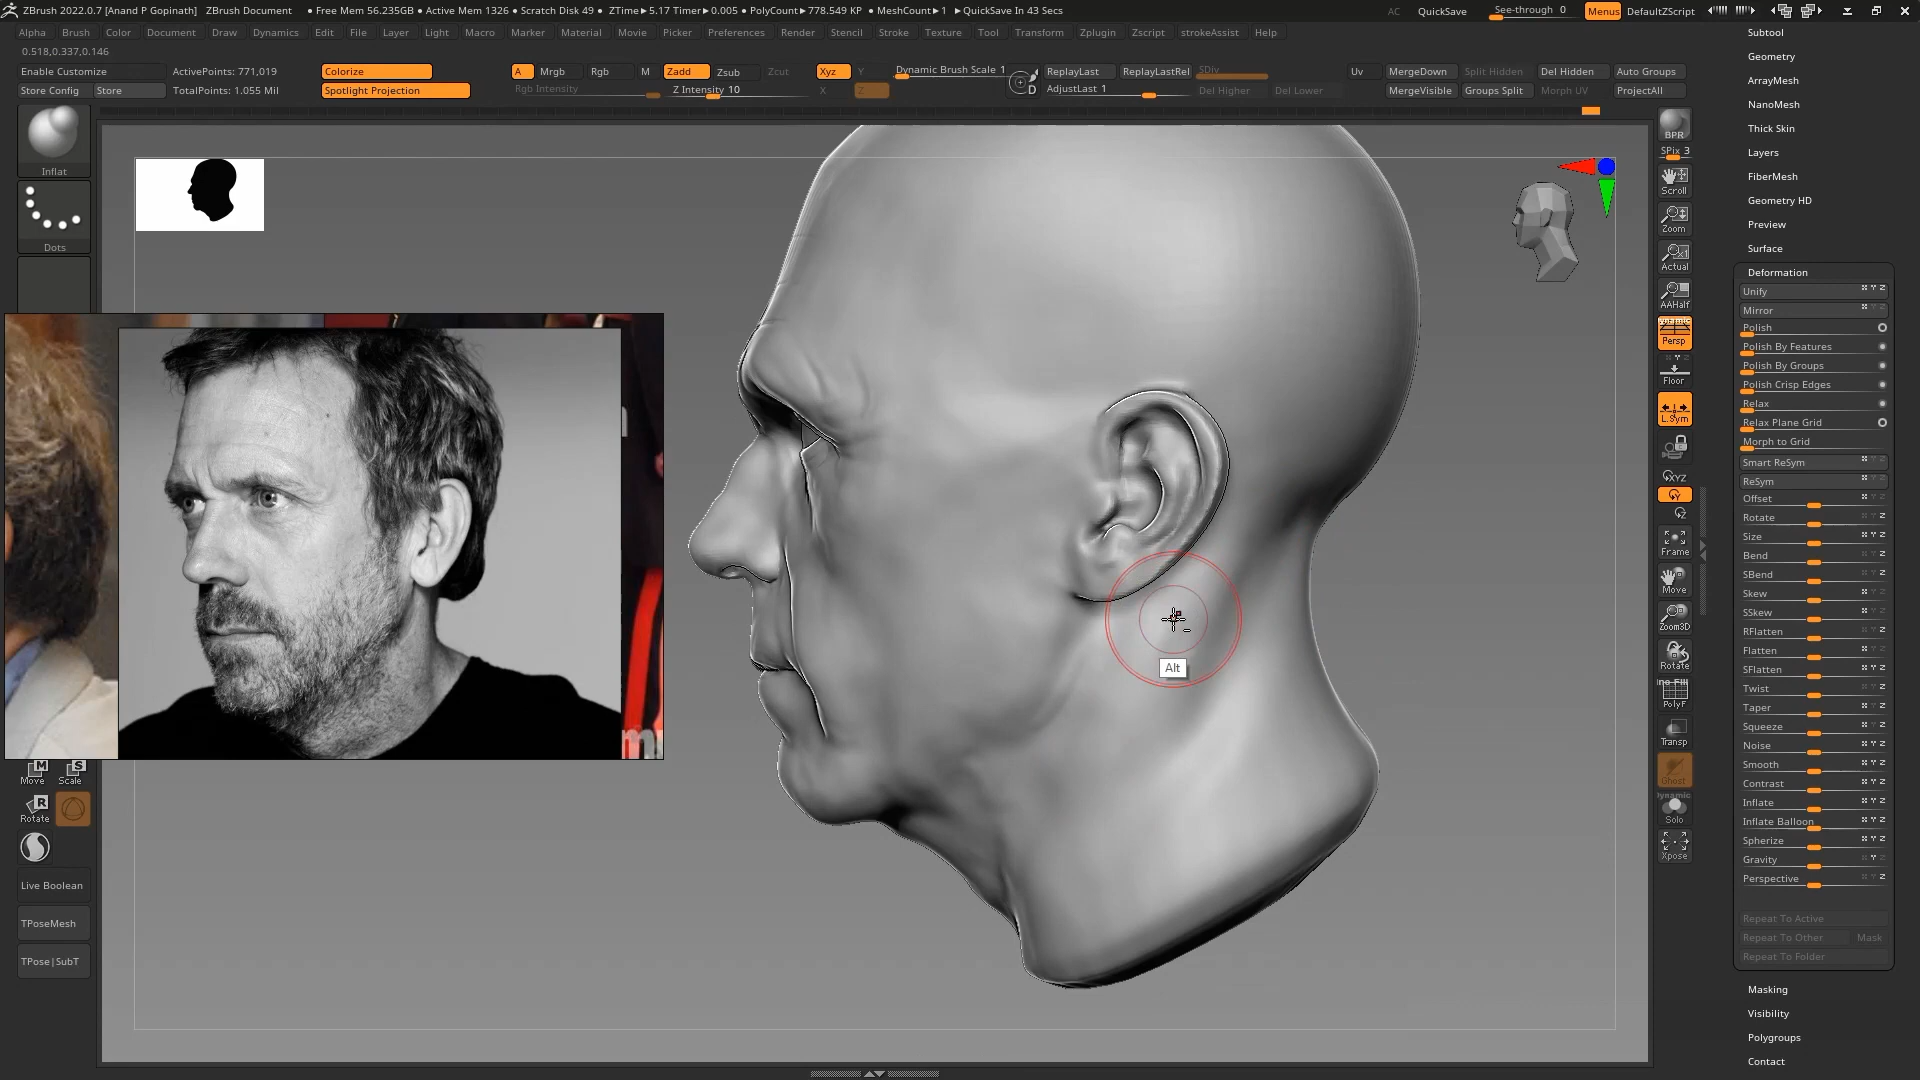 ZBrush 2022.0.7 [Anand P Gopinath] ZBrush Document • Free Mem 56.235GB • Active Mem 1326 • Scratch Disk 49 • ZTime▸5.17 Timer▸0.005 • PolyCount▸778.549 KP • MeshCount▸1 ▸QuickSave In 43 Secs AC QuickSave See-through 0 Menus DefaultZScript
Alpha Brush Color Document Draw Dynamics Edit File Layer Light Macro Marker Material Movie Picker Preferences Render Stencil Stroke Texture Tool Transform Zplugin Zscript strokeAssist Help
0.518,0.337,0.146
Enable Customize ActivePoints: 771,019 Colorize A Mrgb Rgb M Zadd Zsub Zcut Xyz Y Dynamic Brush Scale 1 ReplayLast ReplayLastRel SDiv Uv MergeDown Split Hidden Del Hidden Auto Groups
Store Config Store TotalPoints: 1.055 Mil Spotlight Projection Rgb Intensity Z Intensity 10 X Z D AdjustLast 1 Del Higher Del Lower MergeVisible Groups Split Morph UV ProjectAll
Inflat
Dots
Move Scale
M S
Rotate
R
Live Boolean
TPoseMesh
TPose|SubT
Alt
BPR
SPix 3
Scroll
Zoom
Actual
AAHalf
Persp
Floor
L.Sym
XYZ
Y
Z
Frame
Move
Zoom3D
Rotate
PolyF
Transp
Ghost
Dynamic
Solo
Xpose
Subtool
Geometry
ArrayMesh
NanoMesh
Thick Skin
Layers
FiberMesh
Geometry HD
Preview
Surface
Deformation
Unify
Mirror
Polish
Polish By Features
Polish By Groups
Polish Crisp Edges
Relax
Relax Plane Grid
Morph to Grid
Smart ReSym
ReSym
Offset
Rotate
Size
Bend
SBend
Skew
SSkew
RFlatten
Flatten
SFlatten
Twist
Taper
Squeeze
Noise
Smooth
Contrast
Inflate
Inflate Balloon
Spherize
Gravity
Perspective
Repeat To Active
Repeat To Other Mask
Repeat To Folder
Masking
Visibility
Polygroups
Contact